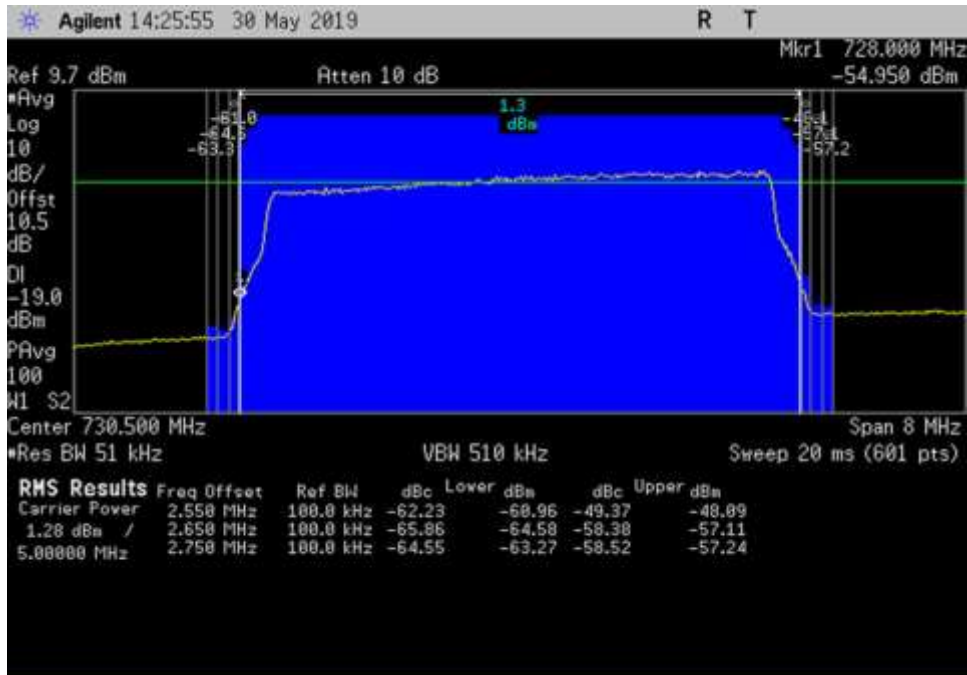 Agilent 14:25:55 30 May 2019 R T
Mkr1 728.000 MHz
Ref 9.7 dBm Atten 10 dB -54.950 dBm
*Avg
Log
10
dB/
Offst
10.5
dB
DI
-19.0
dBm
PAvg
100
W1 S2
1.3
dBm
-61.0
-64.5
-63.3
-57.2
Center 730.500 MHz Span 8 MHz
*Res BW 51 kHz VBW 510 kHz Sweep 20 ms (601 pts)
RMS Results Freq Offset Ref BW dBc Lower dBm dBc Upper dBm
Carrier Power 2.550 MHz 100.0 kHz -62.23 -60.96 -49.37 -48.09
1.28 dBm / 2.650 MHz 100.0 kHz -65.86 -64.58 -58.38 -57.11
5.00000 MHz 2.750 MHz 100.0 kHz -64.55 -63.27 -58.52 -57.24